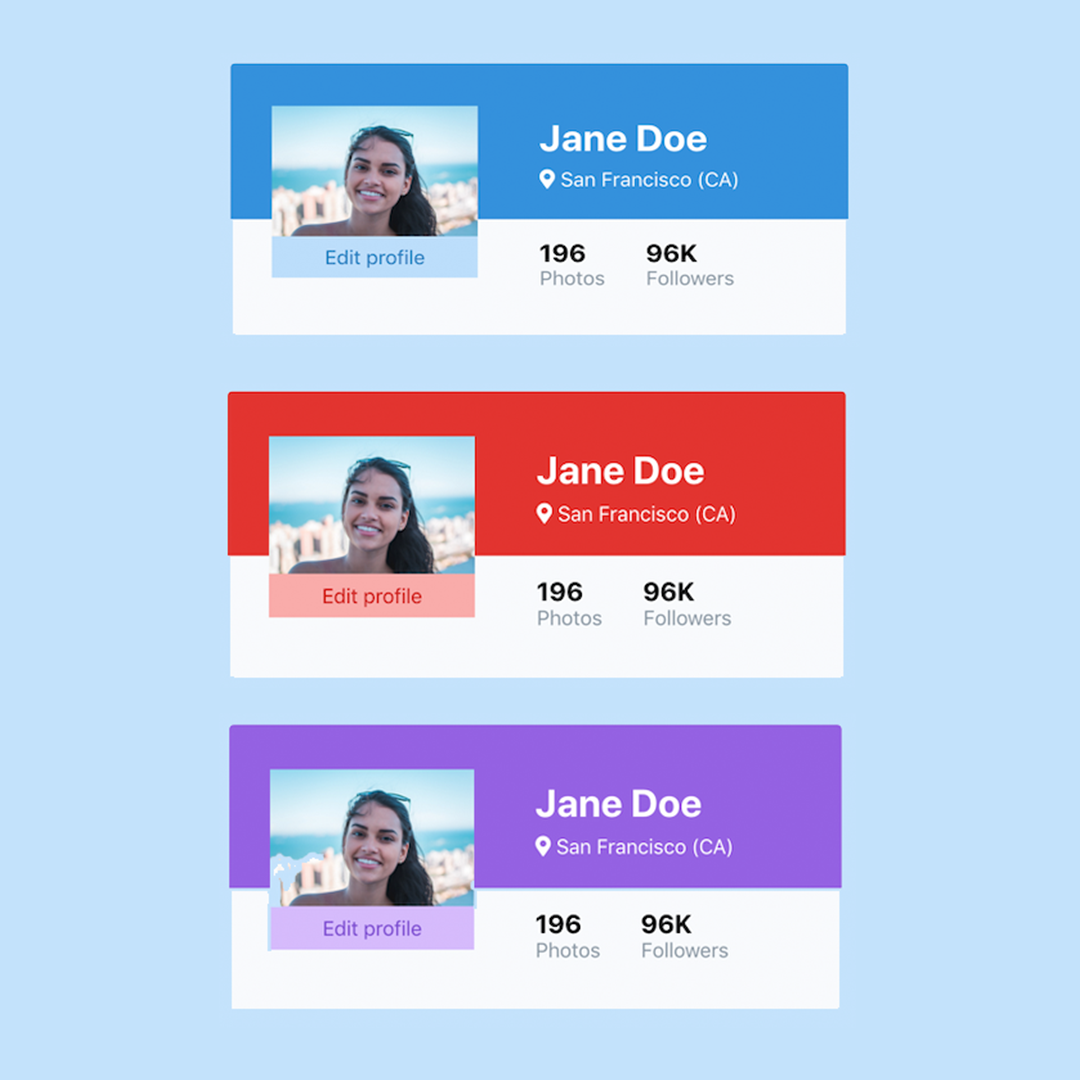 Jane Doe
San Francisco (CA)
Edit profile
196
96K
Photos
Followers
Jane Doe
San Francisco (CA)
Edit profile
196
96K
Photos
Followers
Jane Doe
San Francisco (CA)
Edit profile
196
96K
Photos
Followers